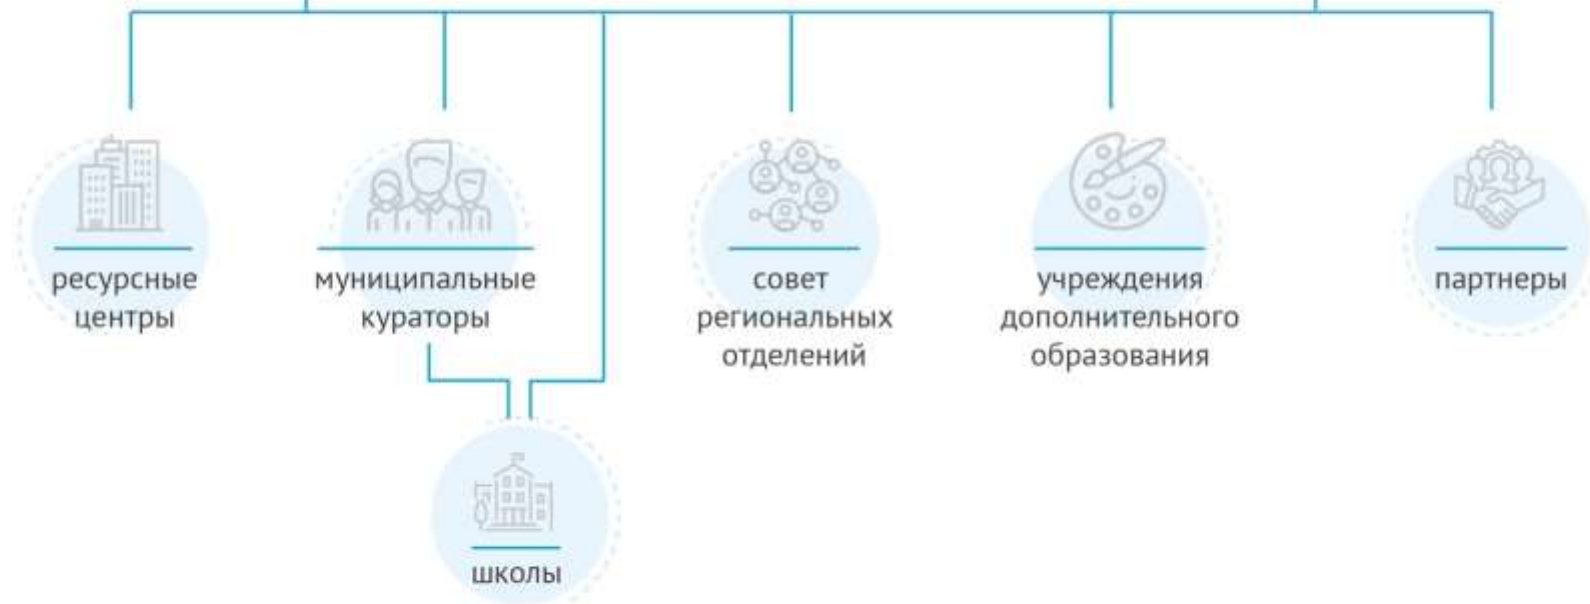 ресурсные
центры
муниципальные
кураторы
совет
региональных
отделений
учреждения
дополнительного
образования
партнеры
школы